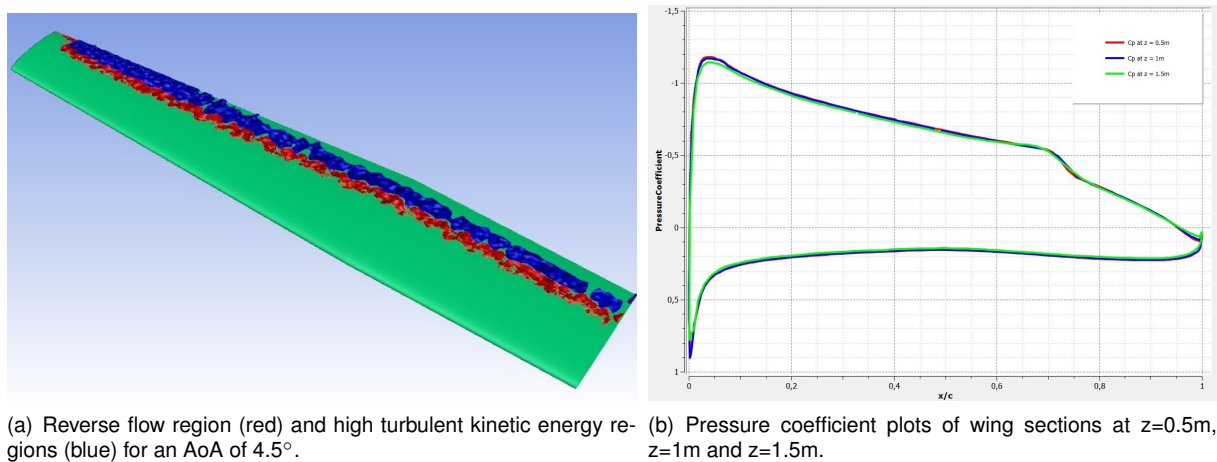 -1,5
-1
-0,5
0
0,5
1
PressureCoefficient
0
0,2
0,4
0,6
0,8
1
x/c
Cp at z = 0.5m
Cp at z = 1m
Cp at z = 1.5m
(a) Reverse flow region (red) and high turbulent kinetic energy re-
gions (blue) for an AoA of 4.5°.
(b) Pressure coefficient plots of wing sections at z=0.5m,
z=1m and z=1.5m.